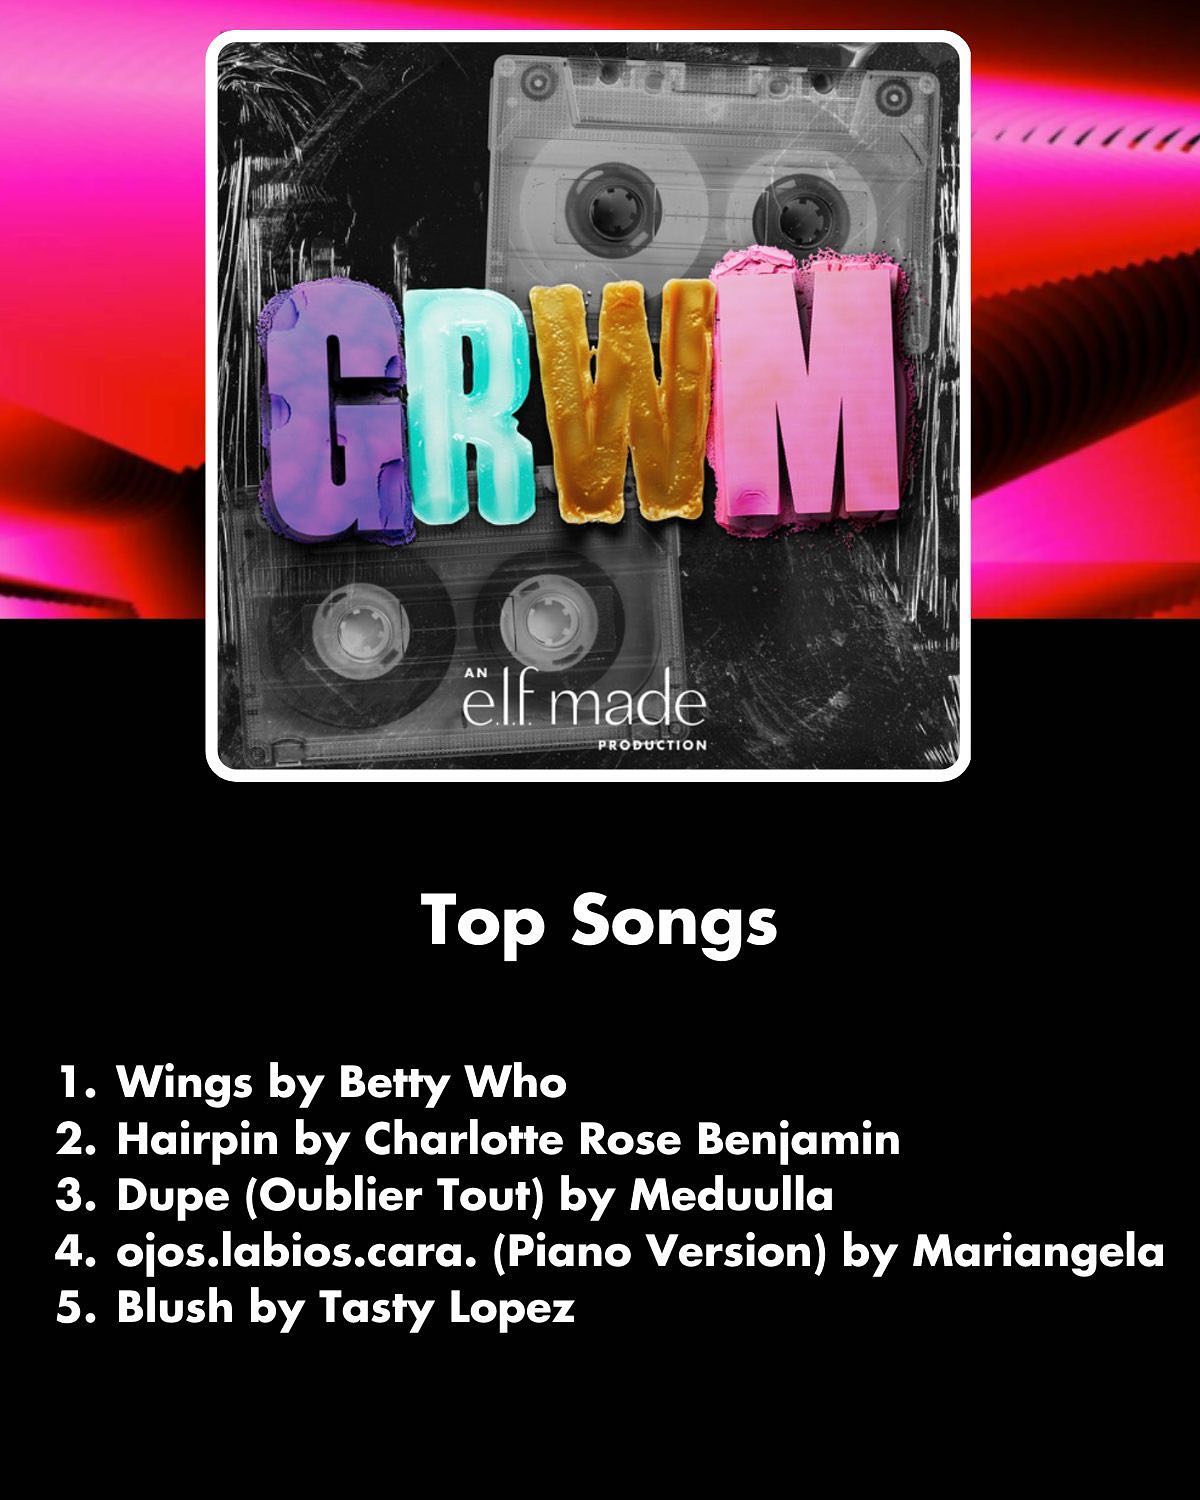 GRWM
AN
e.l.f. made
PRODUCTION
Top Songs
1. Wings by Betty Who
2. Hairpin by Charlotte Rose Benjamin
3. Dupe (Oublier Tout) by Meduulla
4. ojos.labios.cara. (Piano Version) by Mariangela
5. Blush by Tasty Lopez